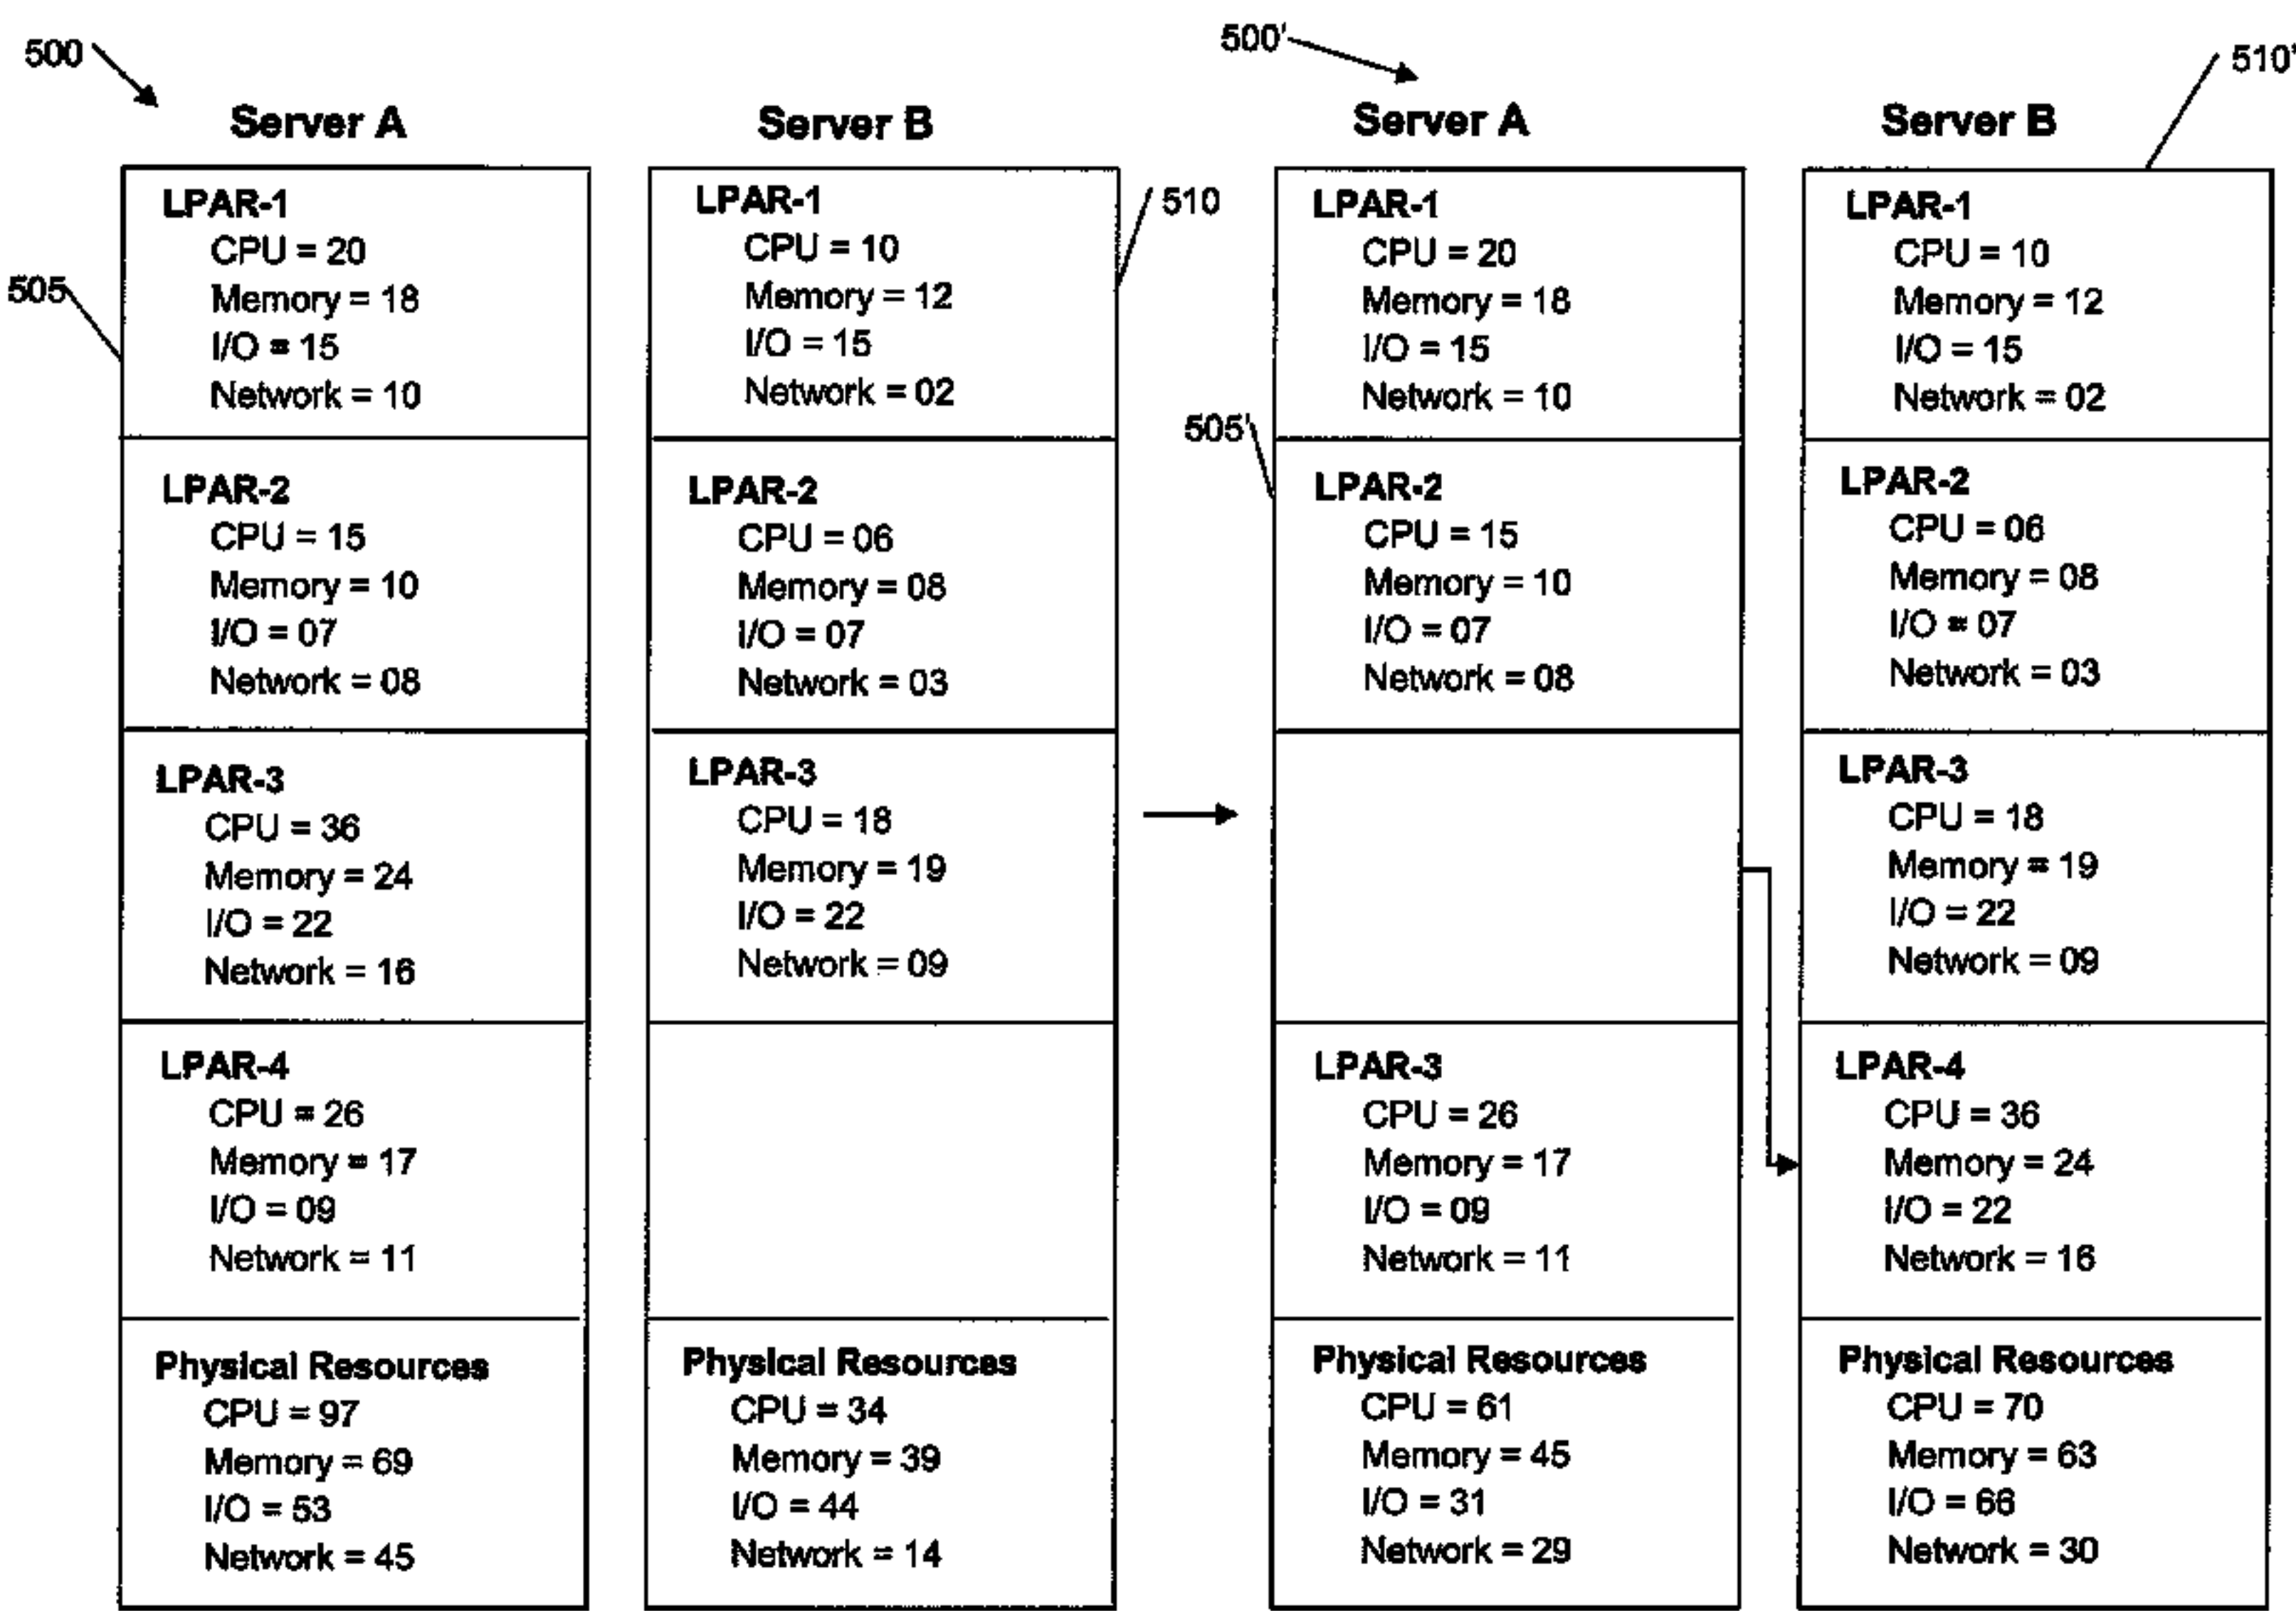 500
500'
510'
Server A
Server B
Server A
Server B
505
510
505'
LPAR-1
CPU = 20
Memory = 18
I/O = 15
Network = 10
LPAR-2
CPU = 15
Memory = 10
I/O = 07
Network = 08
LPAR-3
CPU = 36
Memory = 24
I/O = 22
Network = 16
LPAR-4
CPU = 26
Memory = 17
I/O = 09
Network = 11
Physical Resources
CPU = 97
Memory = 69
I/O = 53
Network = 45
LPAR-1
CPU = 10
Memory = 12
I/O = 15
Network = 02
LPAR-2
CPU = 06
Memory = 08
I/O = 07
Network = 03
LPAR-3
CPU = 18
Memory = 19
I/O = 22
Network = 09
Physical Resources
CPU = 34
Memory = 39
I/O = 44
Network = 14
LPAR-1
CPU = 20
Memory = 18
I/O = 15
Network = 10
LPAR-2
CPU = 15
Memory = 10
I/O = 07
Network = 08
LPAR-3
CPU = 26
Memory = 17
I/O = 09
Network = 11
Physical Resources
CPU = 61
Memory = 45
I/O = 31
Network = 29
LPAR-1
CPU = 10
Memory = 12
I/O = 15
Network = 02
LPAR-2
CPU = 06
Memory = 08
I/O = 07
Network = 03
LPAR-3
CPU = 18
Memory = 19
I/O = 22
Network = 09
LPAR-4
CPU = 36
Memory = 24
I/O = 22
Network = 16
Physical Resources
CPU = 70
Memory = 63
I/O = 66
Network = 30